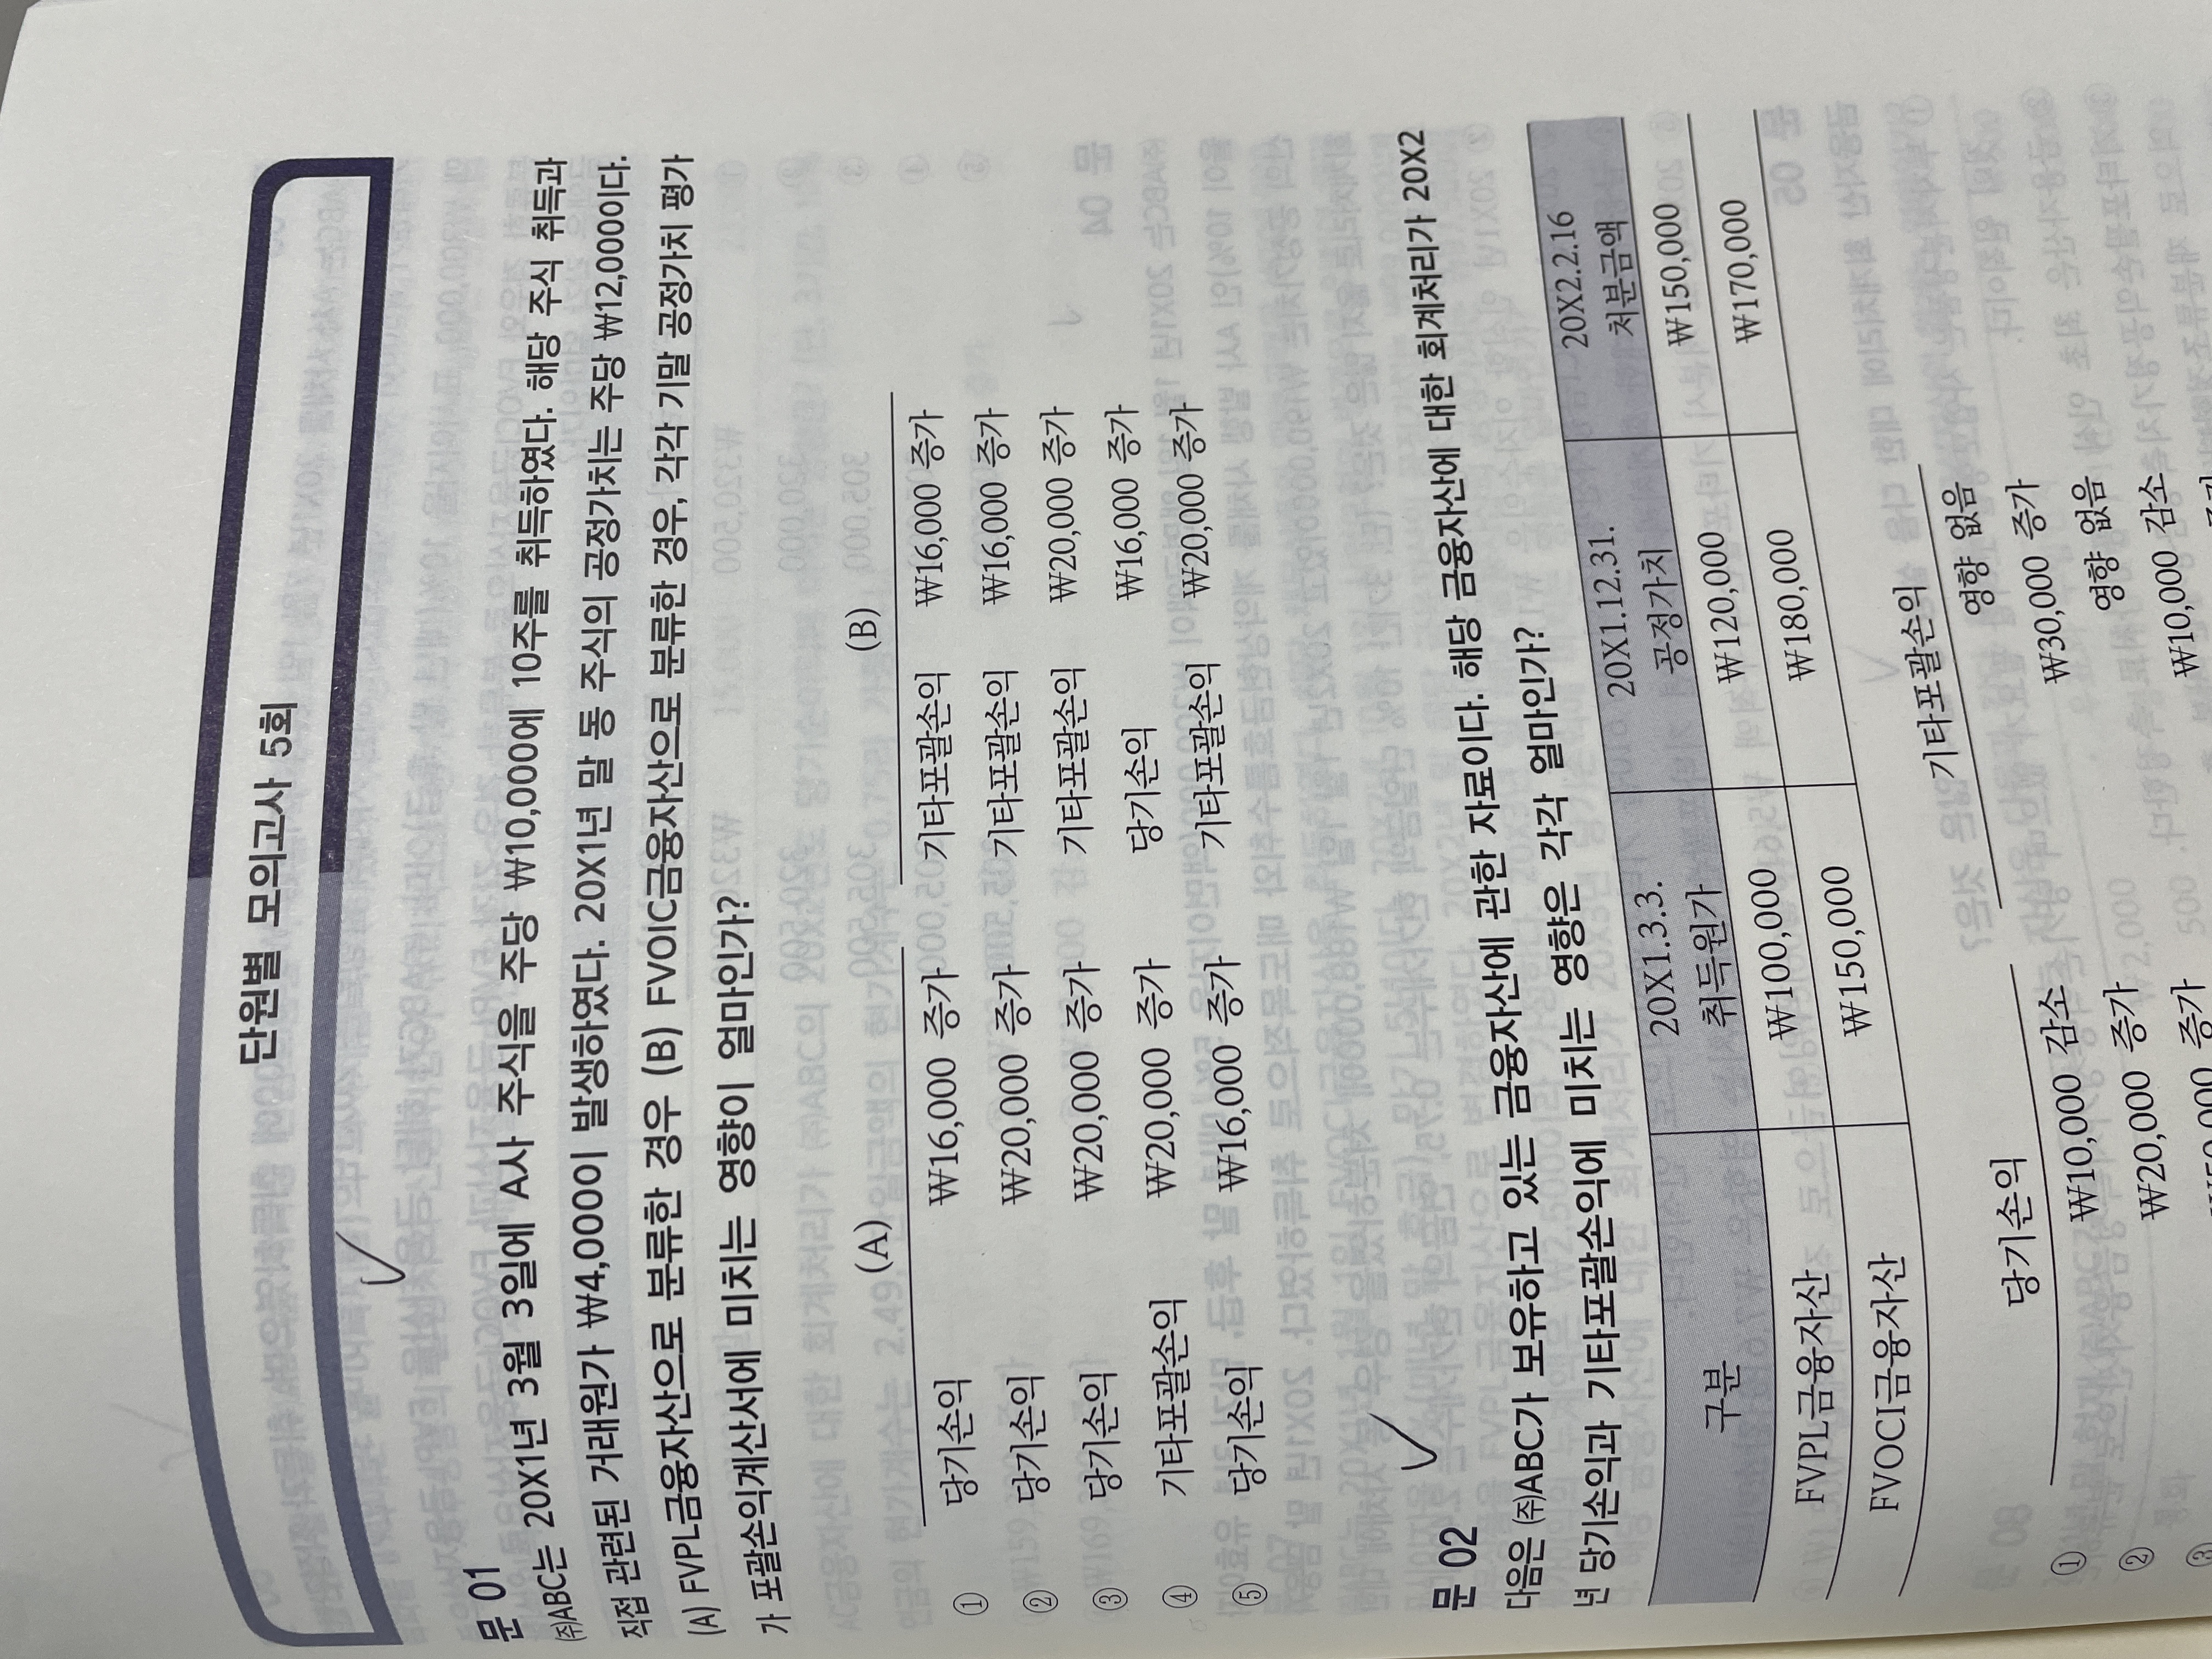 단원별 모의고사 5회
문 01
㈜ABC는 20X1년 3월 3일에 A사 주식을 주당 ₩10,000에 10주를 취득하였다. 해당 주식 취득과
직접 관련된 거래원가 ₩4,000이 발생하였다. 20X1년 말 동 주식의 공정가치는 주당 ₩12,000이다.
(A) FVPL금융자산으로 분류한 경우 (B) FVOIC금융자산으로 분류한 경우, 각각 기말 공정가치 평가
가 포괄손익계산서에 미치는 영향이 얼마인가?
(A) (B)
① 당기손익 ₩16,000 증가 기타포괄손익 ₩16,000 증가
② 당기손익 ₩20,000 증가 기타포괄손익 ₩16,000 증가
③ 당기손익 ₩20,000 증가 기타포괄손익 ₩20,000 증가
④ 기타포괄손익 ₩20,000 증가 당기손익 ₩16,000 증가
⑤ 당기손익 ₩16,000 증가 기타포괄손익 ₩20,000 증가
문 02
다음은 ㈜ABC가 보유하고 있는 금융자산에 관한 자료이다. 해당 금융자산에 대한 회계처리가 20X2
년 당기손익과 기타포괄손익에 미치는 영향은 각각 얼마인가?
구분 20X1.3.3. 취득원가 20X1.12.31. 공정가치 20X2.2.16 처분금액
FVPL금융자산 ₩100,000 ₩120,000 ₩150,000
FVOCI금융자산 ₩150,000 ₩180,000 ₩170,000
당기손익 기타포괄손익
① ₩10,000 감소 영향 없음
② ₩20,000 증가 ₩30,000 증가
③ 증가 영향 없음
₩10,000 감소